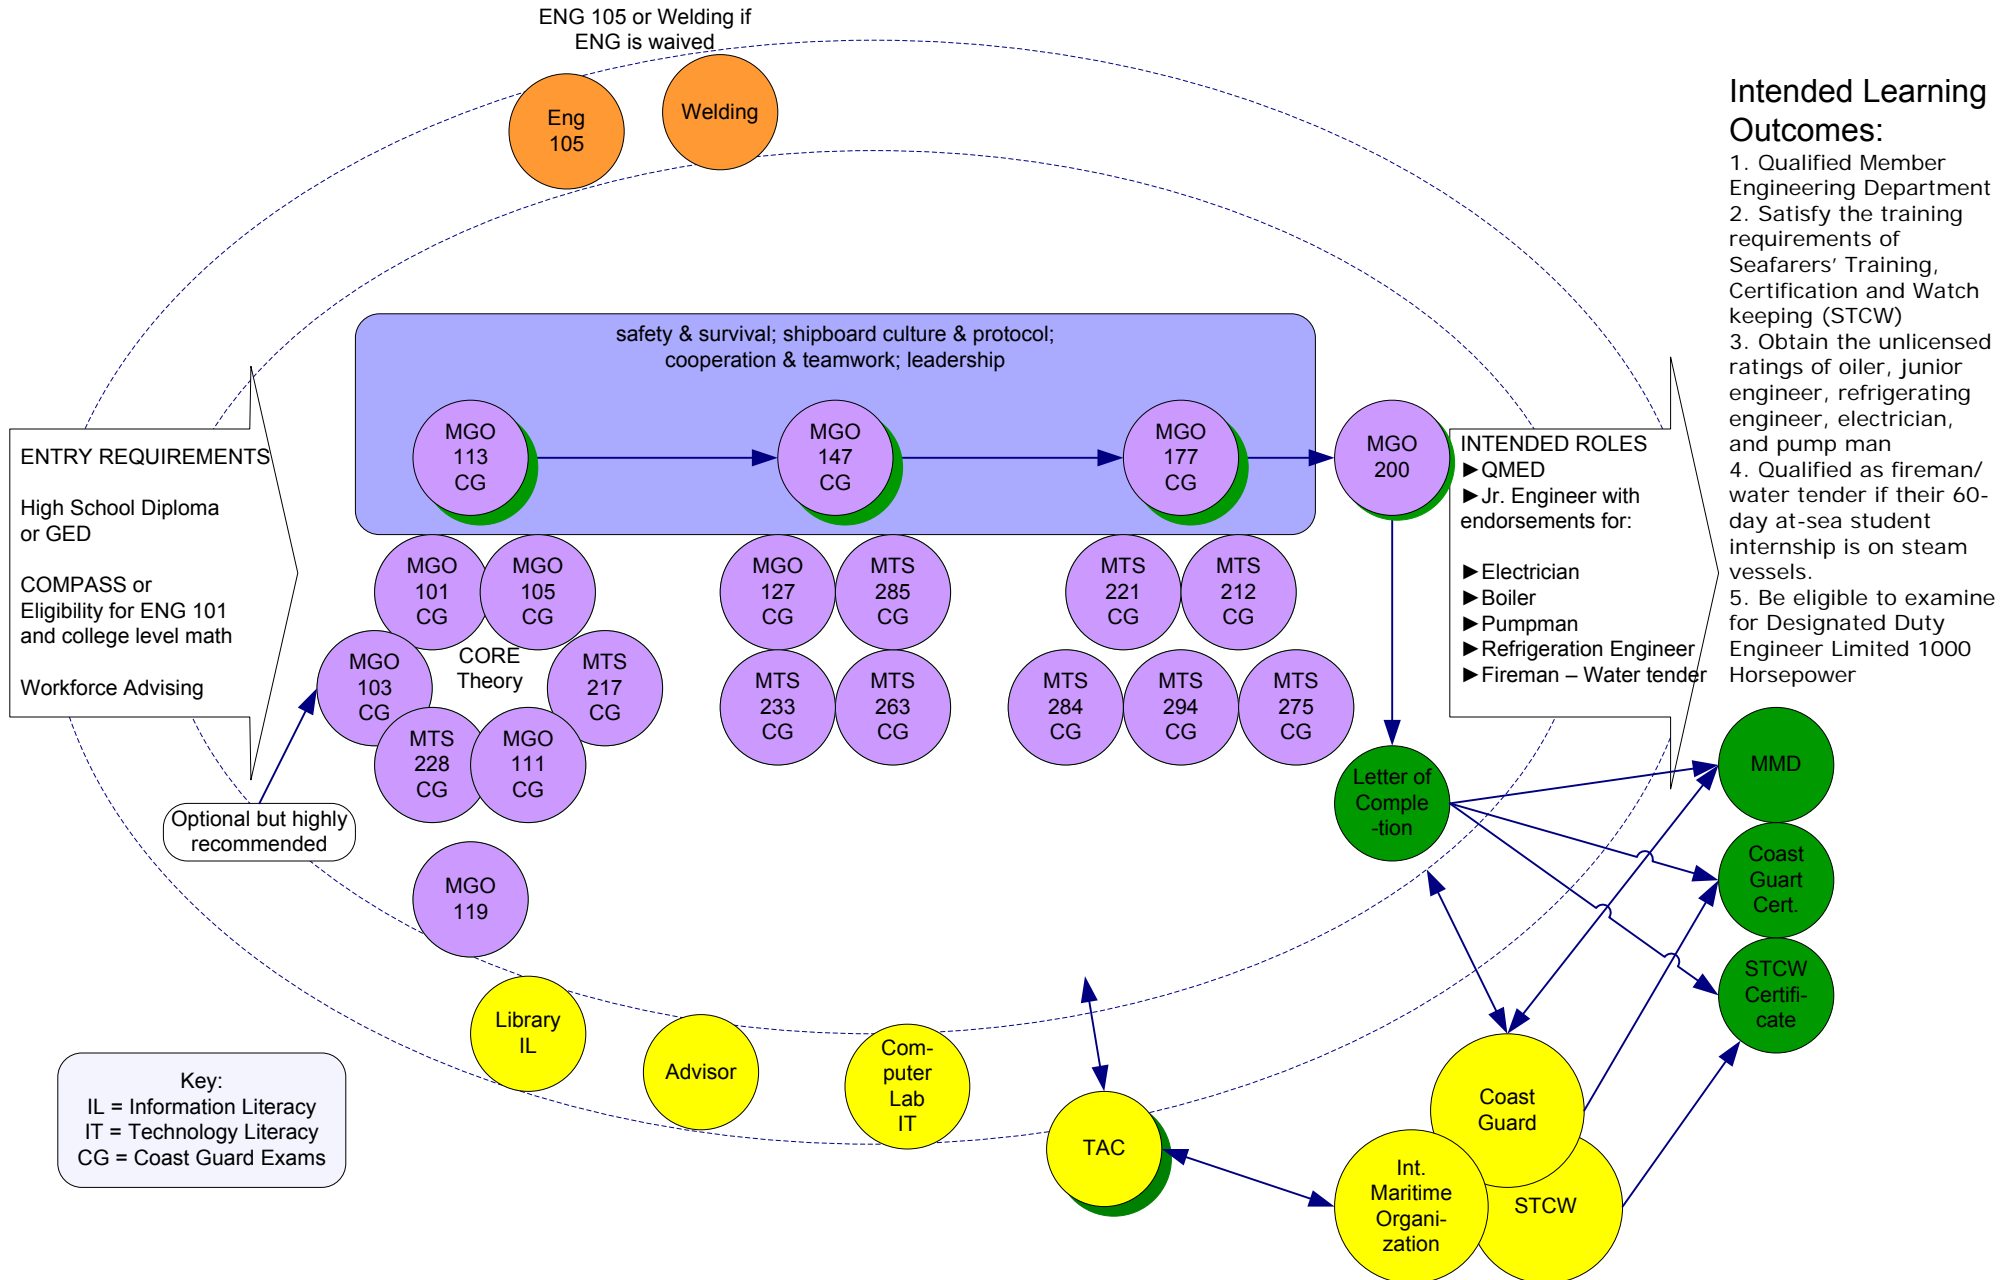 ENG 105 or Welding if
ENG is waived
Eng
105
Welding
Intended Learning
Outcomes:
1. Qualified Member
Engineering Department
2. Satisfy the training
requirements of
Seafarers' Training,
Certification and Watch
keeping (STCW)
3. Obtain the unlicensed
ratings of oiler, junior
engineer, refrigerating
engineer, electrician,
and pump man
4. Qualified as fireman/
water tender if their 60-
day at-sea student
internship is on steam
vessels.
5. Be eligible to examine
for Designated Duty
Engineer Limited 1000
Horsepower
safety & survival; shipboard culture & protocol;
cooperation & teamwork; leadership
ENTRY REQUIREMENTS
High School Diploma
or GED
COMPASS or
Eligibility for ENG 101
and college level math
Workforce Advising
MGO
113
CG
MGO
147
CG
MGO
177
CG
MGO
200
INTENDED ROLES
►QMED
►Jr. Engineer with
endorsements for:
►Electrician
►Boiler
►Pumpman
►Refrigeration Engineer
►Fireman – Water tender
MGO
101
CG
MGO
105
CG
MGO
103
CG
CORE
Theory
MTS
217
CG
MTS
228
CG
MGO
111
CG
MGO
127
CG
MTS
285
CG
MTS
233
CG
MTS
263
CG
MTS
221
CG
MTS
212
CG
MTS
284
CG
MTS
294
CG
MTS
275
CG
Optional but highly
recommended
MGO
119
Letter of
Comple
-tion
MMD
Coast
Guart
Cert.
STCW
Certifi-
cate
Library
IL
Advisor
Com-
puter
Lab
IT
TAC
Coast
Guard
Int.
Maritime
Organi-
zation
STCW
Key:
IL = Information Literacy
IT = Technology Literacy
CG = Coast Guard Exams